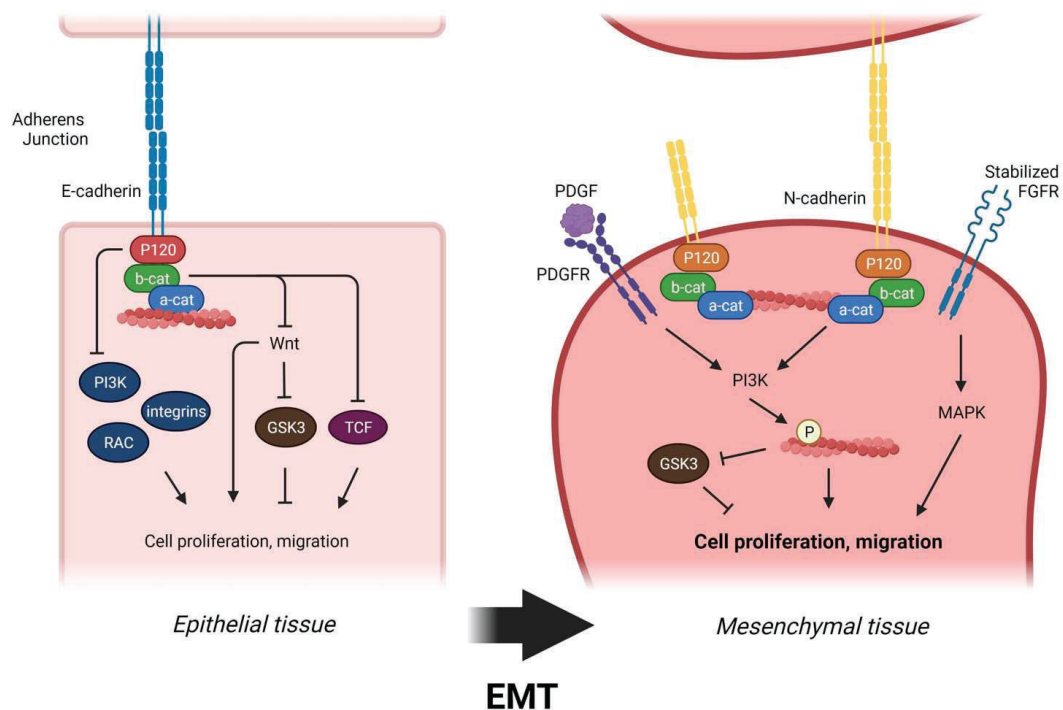 Adherens
Junction
E-cadherin
P120
b-cat
a-cat
Wnt
PI3K
integrins
RAC
GSK3
TCF
Cell proliferation, migration
Epithelial tissue
PDGF
PDGFR
N-cadherin
Stabilized
FGFR
P120
b-cat
a-cat
P120
b-cat
a-cat
PI3K
MAPK
P
GSK3
Cell proliferation, migration
Mesenchymal tissue
EMT